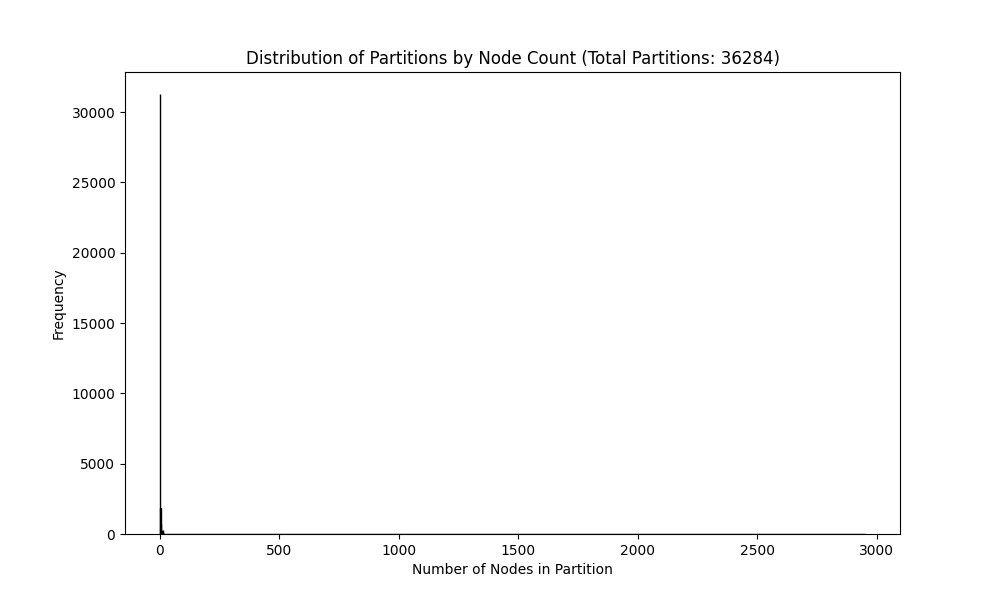 Distribution of Partitions by Node Count (Total Partitions: 36284)
30000
25000
20000
15000
10000
5000
0
Frequency
0 500 1000 1500 2000 2500 3000
Number of Nodes in Partition